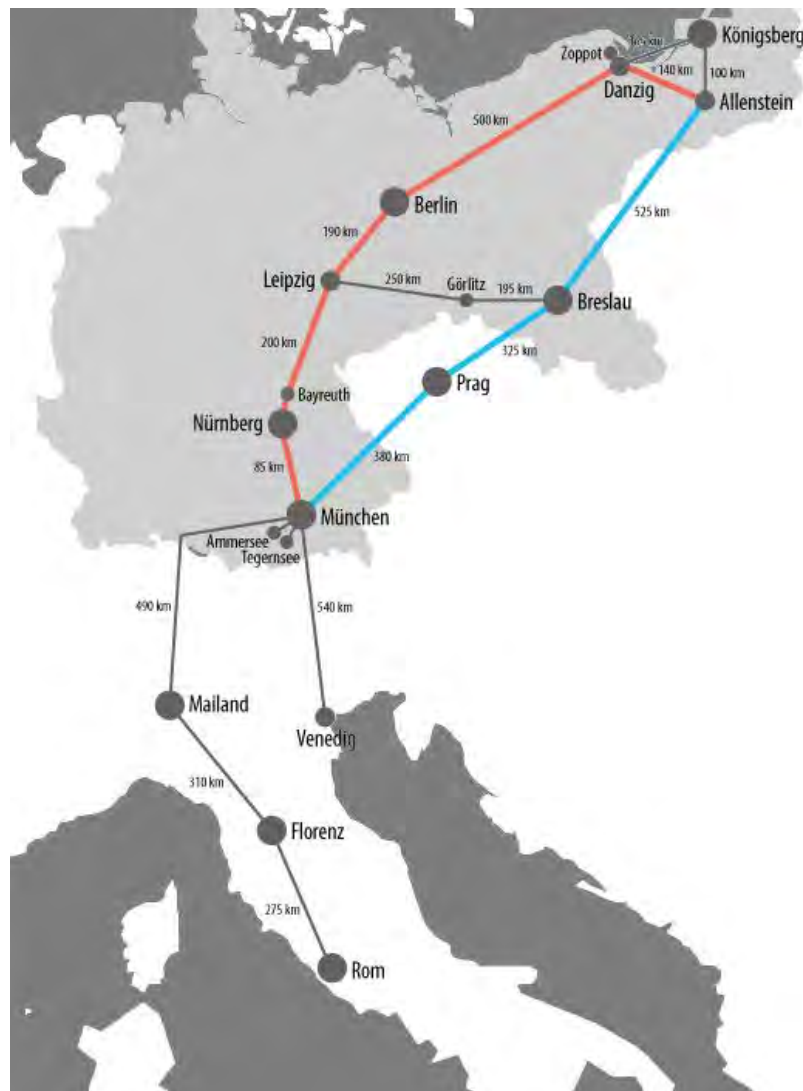 Königsberg
Zoppot
140 km
100 km
Danzig
Allenstein
500 km
Berlin
525 km
190 km
Leipzig
250 km
Görlitz
195 km
Breslau
200 km
325 km
Prag
Bayreuth
Nürnberg
380 km
85 km
München
Ammersee
Tegernsee
490 km
540 km
Mailand
Venedig
310 km
Florenz
275 km
Rom